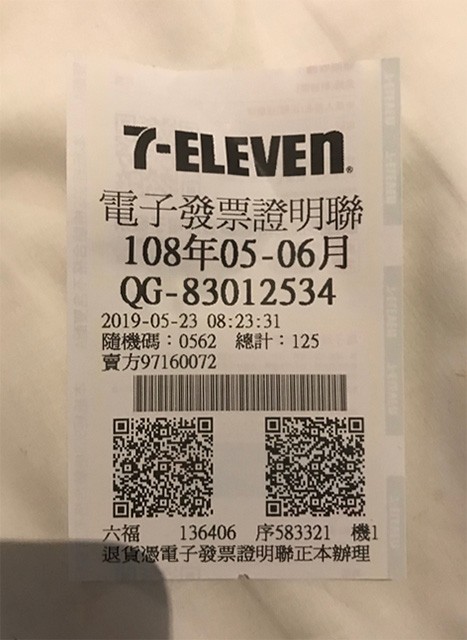 7-ELEVEN®
電子發票證明聯
108年05-06月
QG-83012534
2019-05-23 08:23:31
隨機碼：0562 總計：125
賣方97160072
六福 136406 序583321 機1
退貨憑電子發票證明聯正本辦理